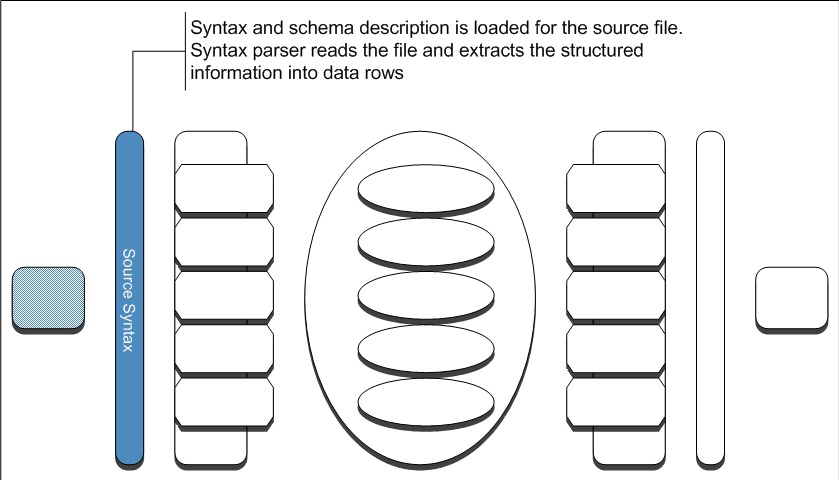 Syntax and schema description is loaded for the source file.
Syntax parser reads the file and extracts the structured
information into data rows
Source Syntax